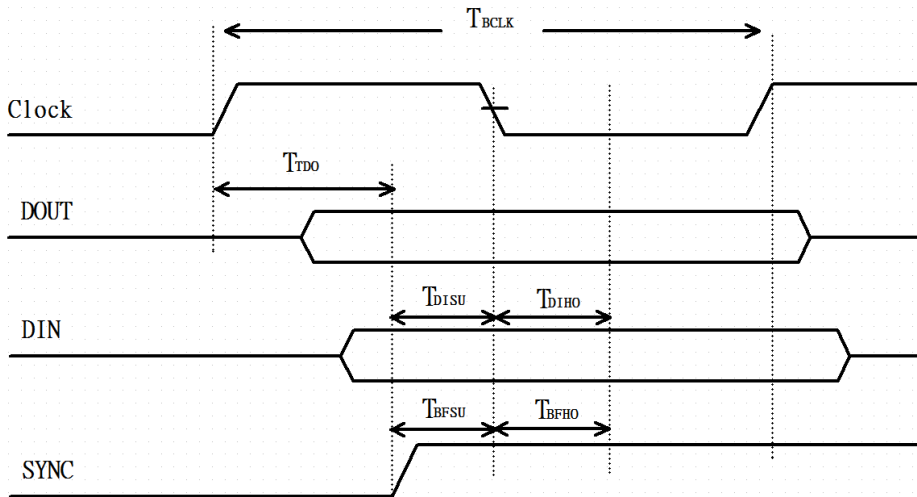 TBCLK
Clock
TTDO
DOUT
TDISU TDIHO
DIN
TBFSU TBFHO
SYNC